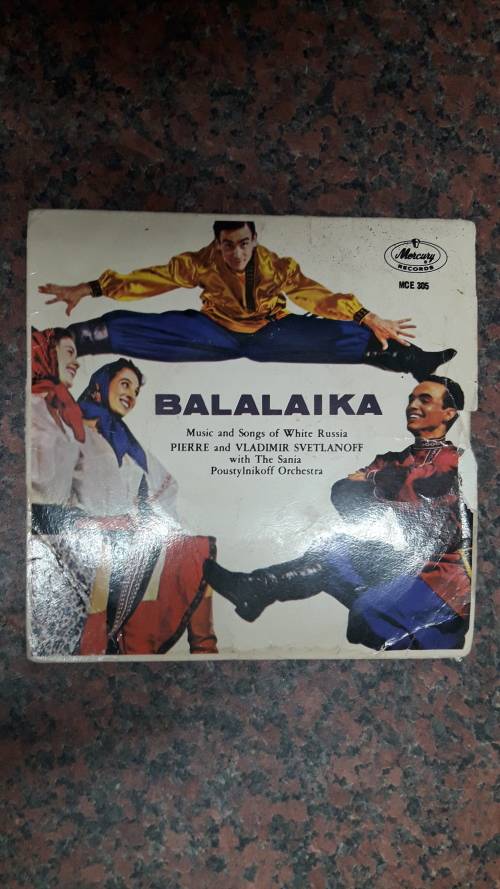 Mercury
RECORDS
MCE 305
BALALAIKA
Music and Songs of White Russia
PIERRE and VLADIMIR SVETLANOFF
with The Sania
Poustylnikoff Orchestra